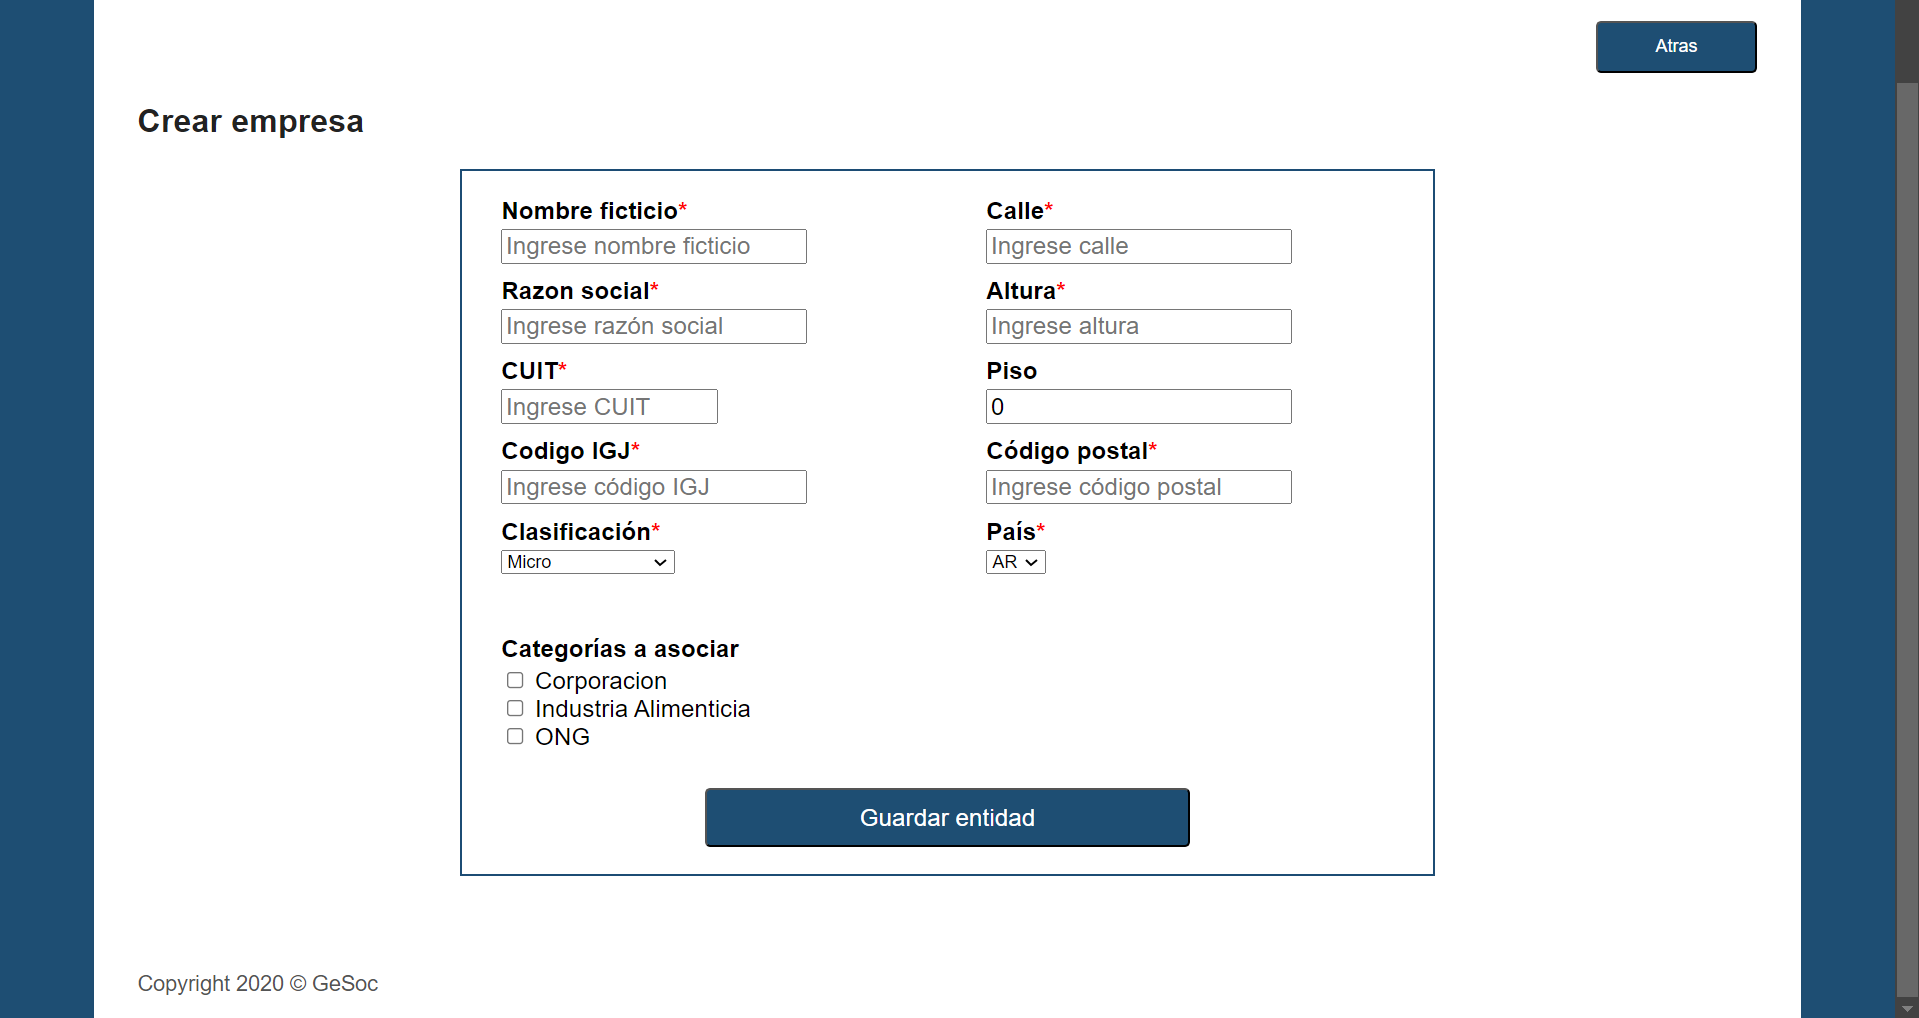 Atras
Crear empresa
Nombre ficticio*
Ingrese nombre ficticio
Razon social*
Ingrese razón social
CUIT*
Ingrese CUIT
Codigo IGJ*
Ingrese código IGJ
Clasificación*
Micro
Calle*
Ingrese calle
Altura*
Ingrese altura
Piso
0
Código postal*
Ingrese código postal
País*
AR
Categorías a asociar
Corporacion
Industria Alimenticia
ONG
Guardar entidad
Copyright 2020 © GeSoc